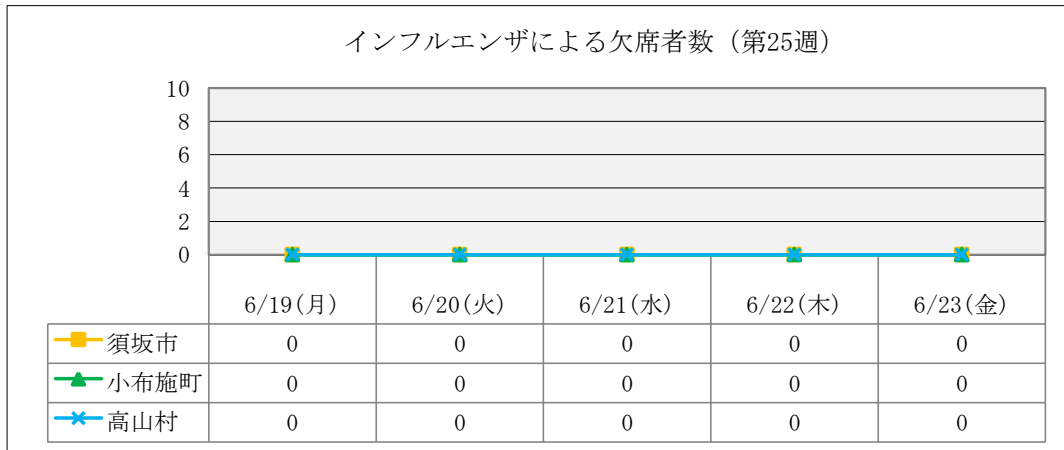 インフルエンザによる欠席者数（第25週）
10
8
6
4
2
0
6/19(月) 6/20(火) 6/21(水) 6/22(木) 6/23(金)
須坂市 0 0 0 0 0
小布施町 0 0 0 0 0
高山村 0 0 0 0 0